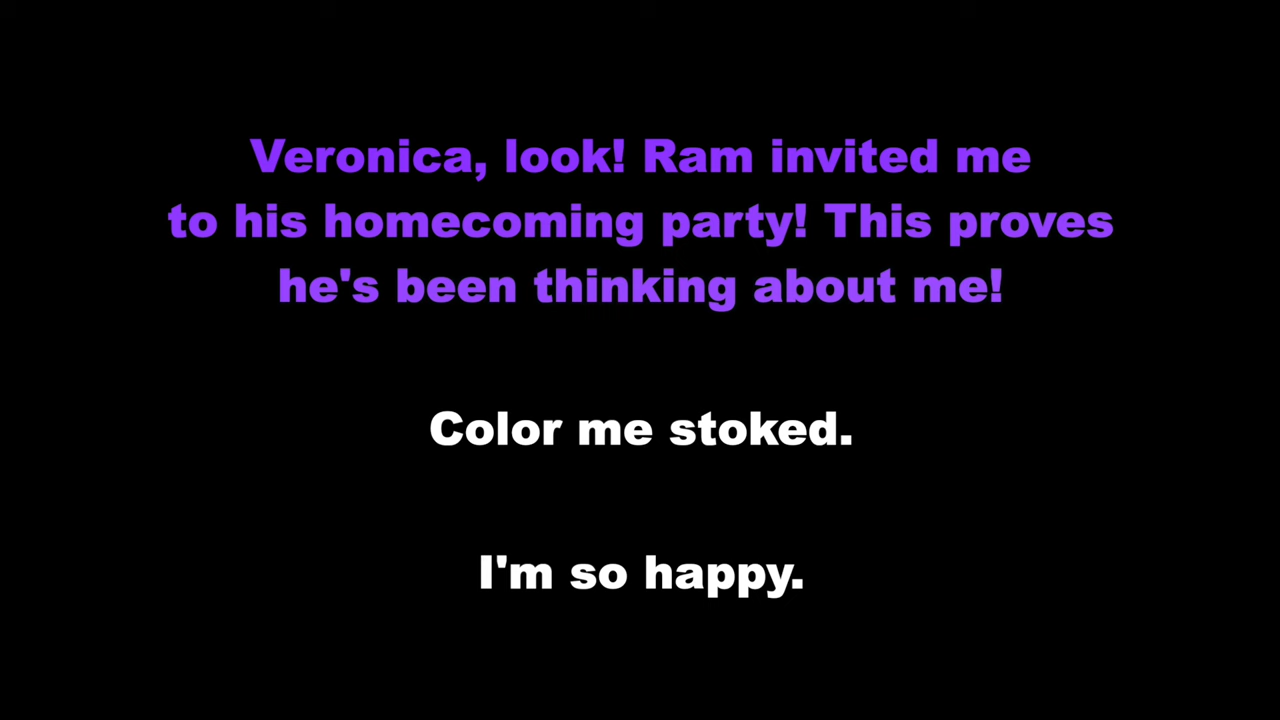 Veronica, look! Ram invited me
to his homecoming party! This proves
he's been thinking about me!
Color me stoked.
I'm so happy.